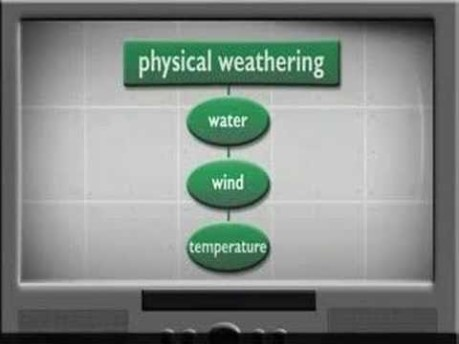 physical weathering
water
wind
temperature